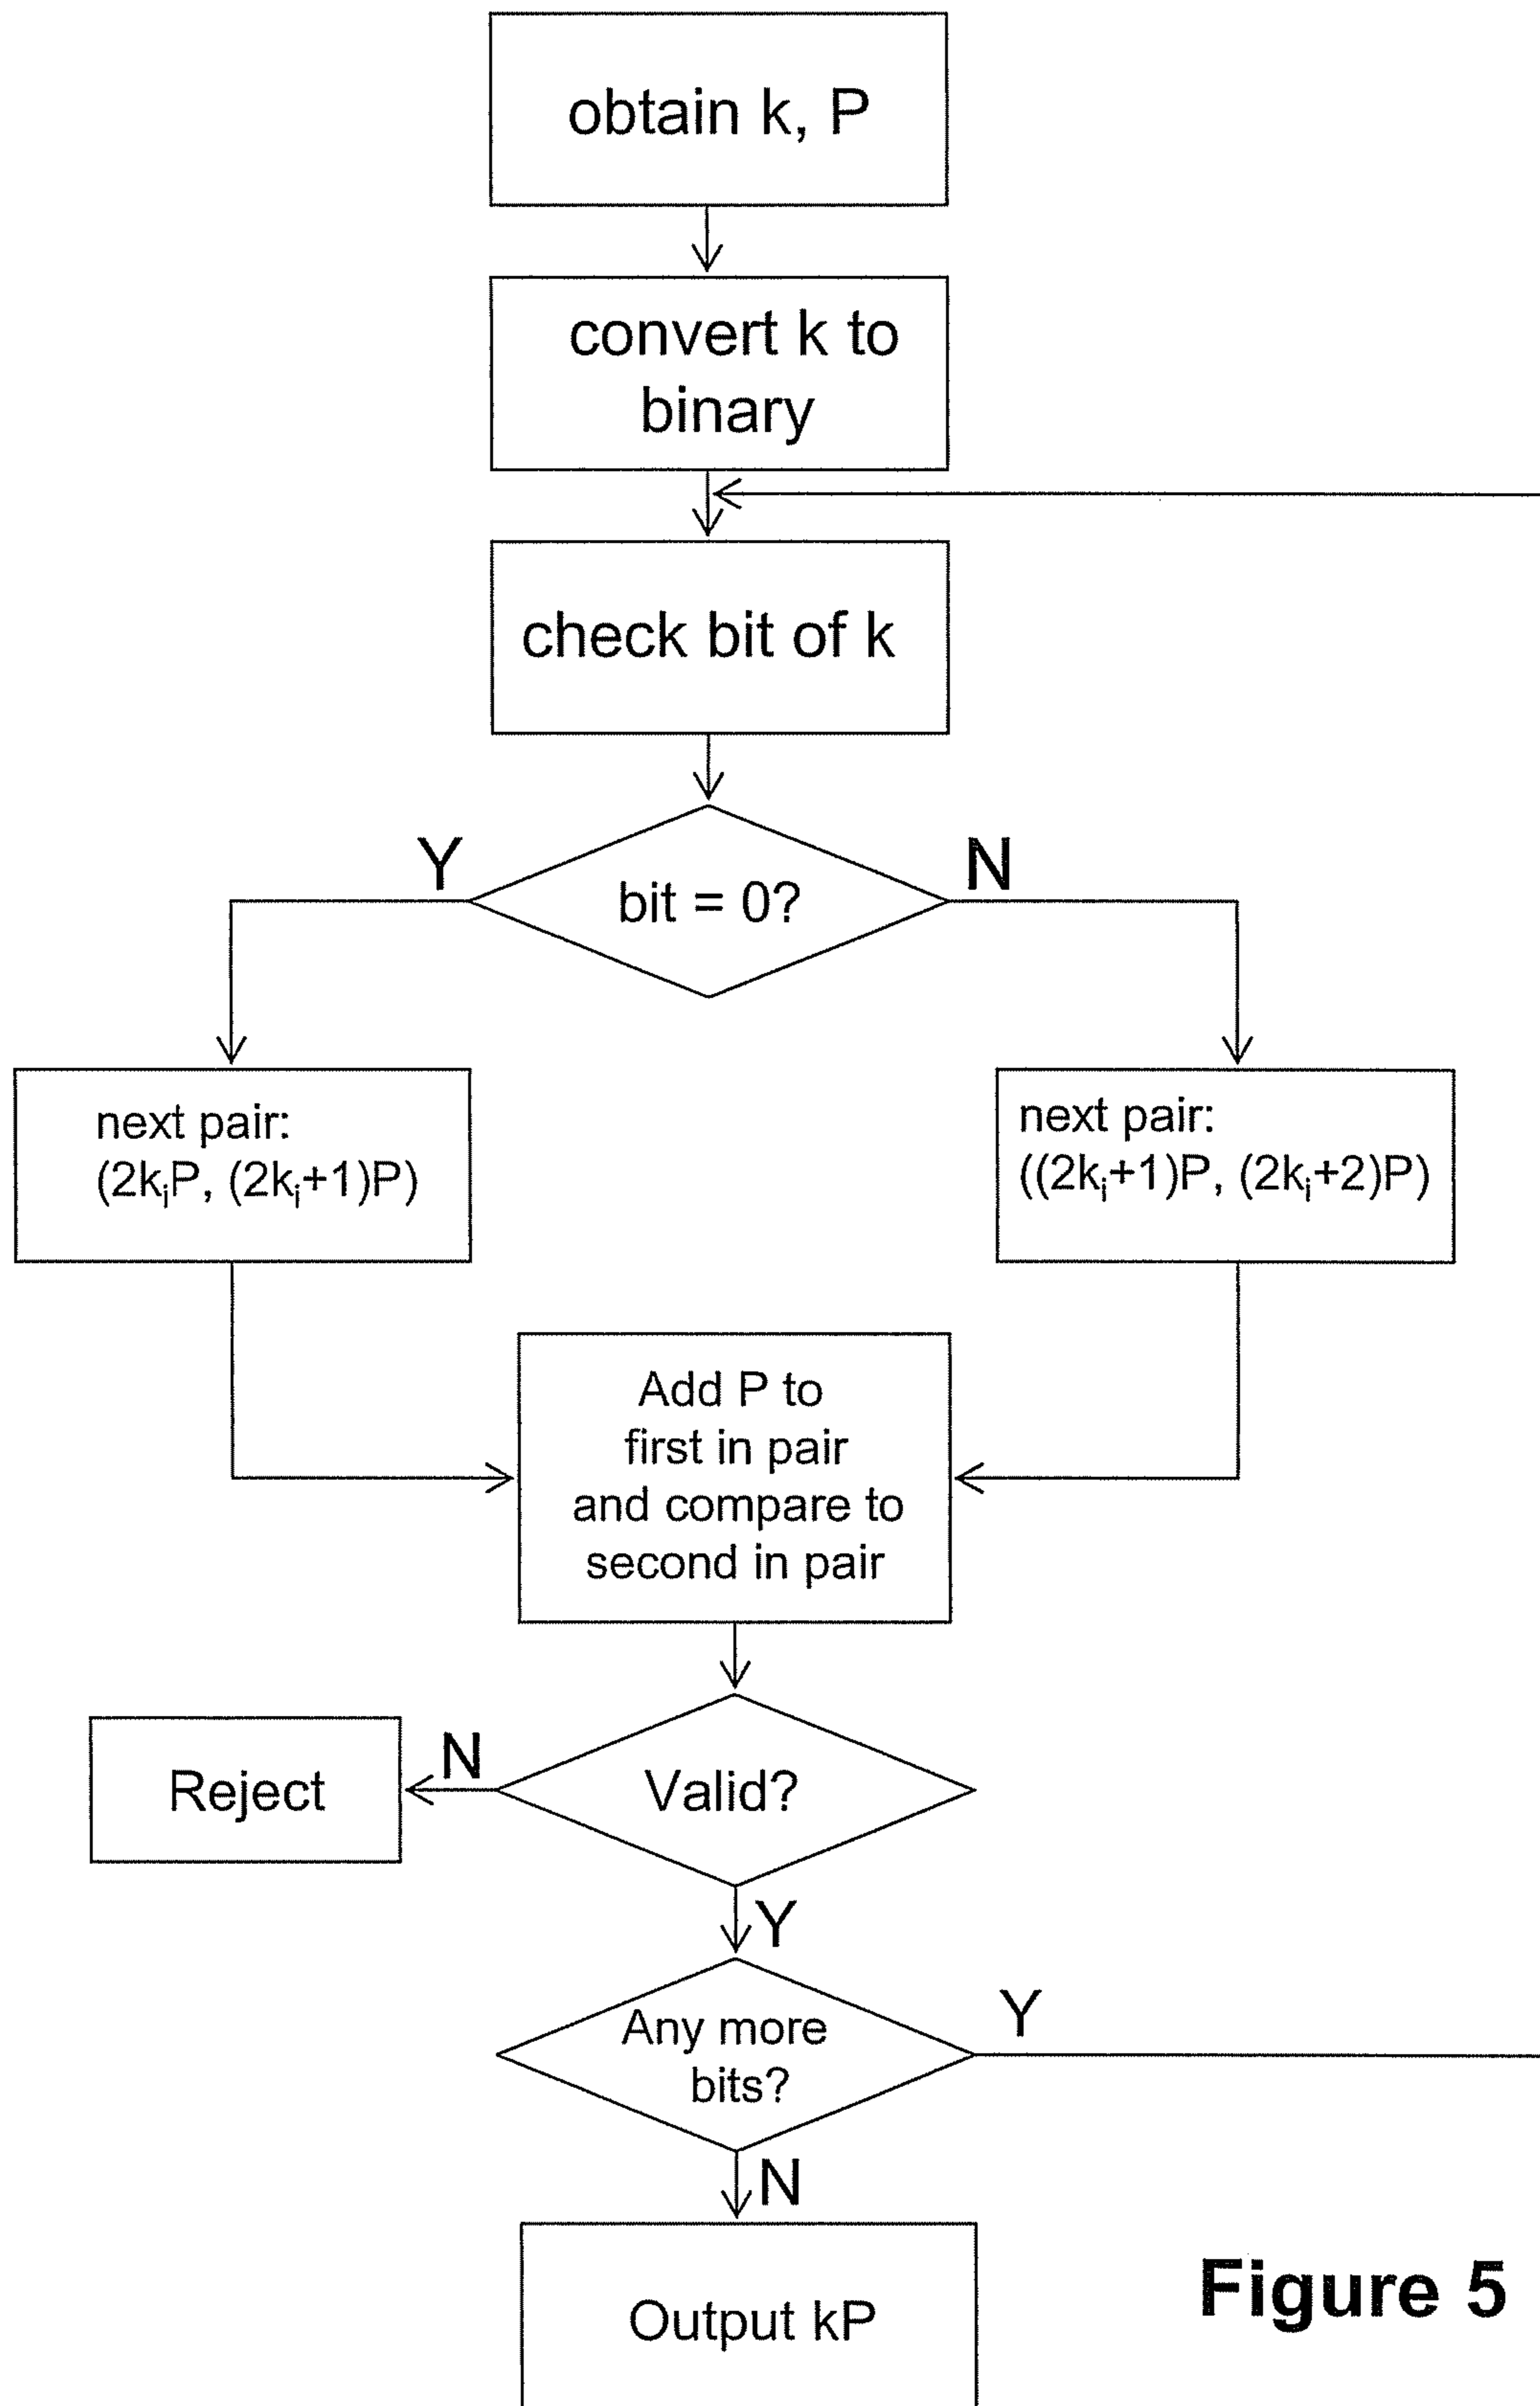 obtain k, P
convert k to
binary
check bit of k
Y
N
bit = 0?
next pair:
(2kᵢP, (2kᵢ+1)P)
next pair:
((2kᵢ+1)P, (2kᵢ+2)P)
Add P to
first in pair
and compare to
second in pair
Reject
N
Valid?
Y
Any more
bits?
Y
N
Output kP
Figure 5